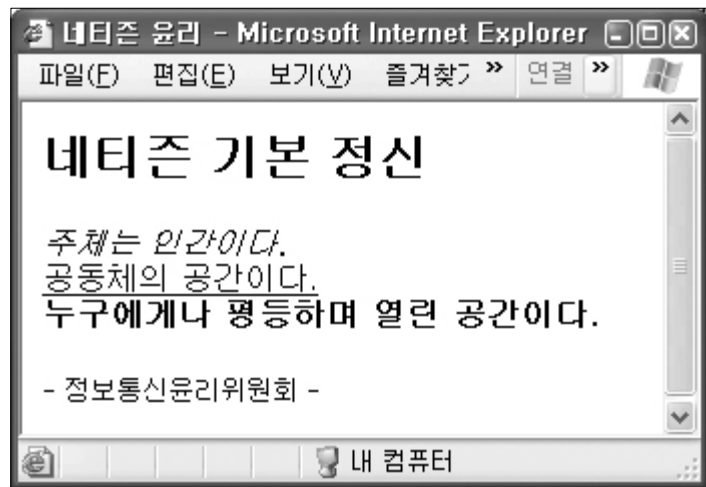 네티즌 윤리 - Microsoft Internet Explorer
파일(F) 편집(E) 보기(V) 즐겨찾기 » 연결 »
네티즌 기본 정신
주체는 인간이다.
공동체의 공간이다.
누구에게나 평등하며 열린 공간이다.
- 정보통신윤리위원회 -
내 컴퓨터